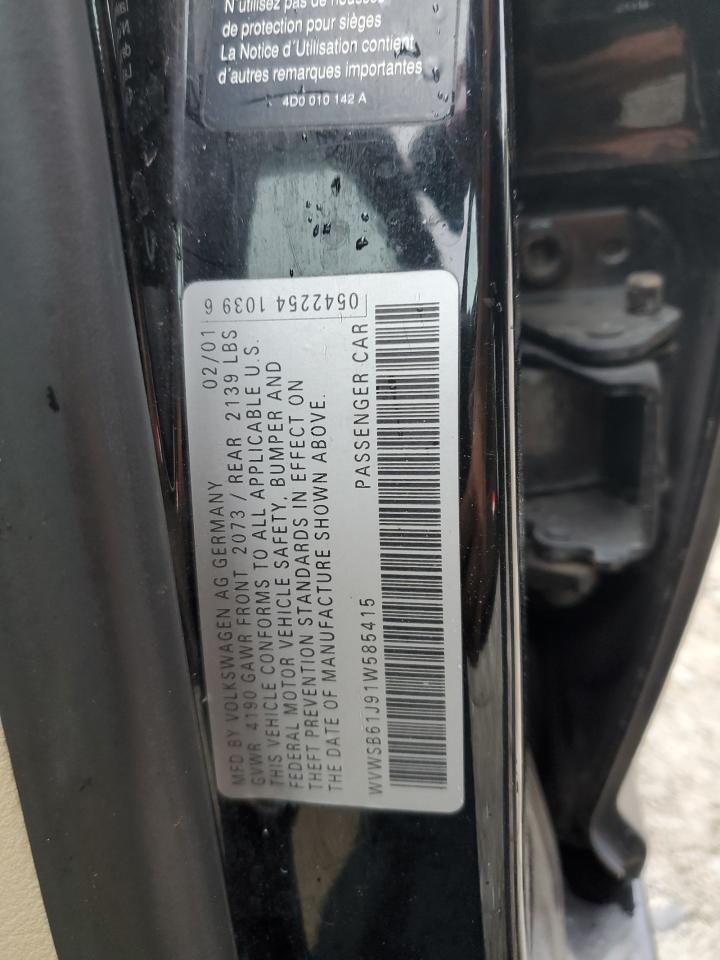 N'utilisez pas de housses
de protection pour sièges
La Notice d'Utilisation contient
d'autres remarques importantes
4D0 010 142 A
0542254 1039 6
MFD BY VOLKSWAGEN AG GERMANY 02/01
GVWR 4190 GAWR FRONT 2073 / REAR 2139 LBS
THIS VEHICLE CONFORMS TO ALL APPLICABLE U.S.
FEDERAL MOTOR VEHICLE SAFETY, BUMPER AND
THEFT PREVENTION STANDARDS IN EFFECT ON
THE DATE OF MANUFACTURE SHOWN ABOVE.
WVWSB61J91W585415 PASSENGER CAR